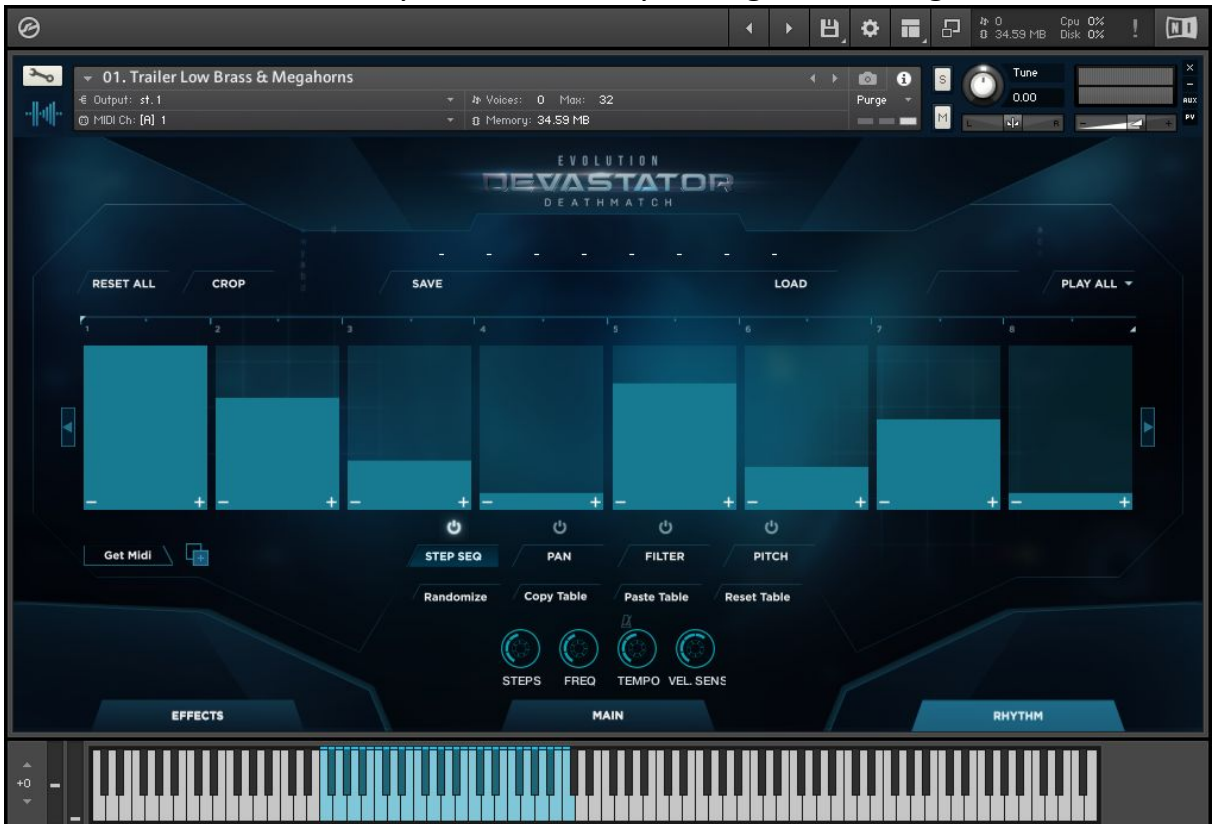 0 Cpu 0%
34.59 MB Disk 0% ! NI
01. Trailer Low Brass & Megahorns
i S Tune ×
Output: st. 1 Voices: 0 Max: 32 Purge 0.00 AUX
MIDI Ch: [A] 1 Memory: 34.59 MB M L R - + PV
EVOLUTION
DEVASTATOR
DEATHMATCH
- - - - - - - -
RESET ALL CROP SAVE LOAD PLAY ALL
1 2 3 4 5 6 7 8
- + - + - + - + - + - + - + - +
Get Midi STEP SEQ PAN FILTER PITCH
Randomize Copy Table Paste Table Reset Table
STEPS FREQ TEMPO VEL. SENS
EFFECTS MAIN RHYTHM
+0